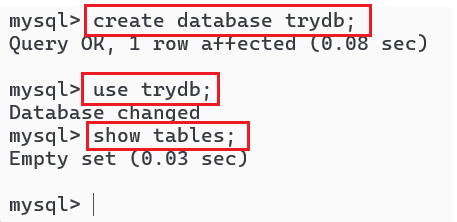 mysql> create database trydb;
Query OK, 1 row affected (0.08 sec)
mysql> use trydb;
Database changed
mysql> show tables;
Empty set (0.03 sec)
mysql>